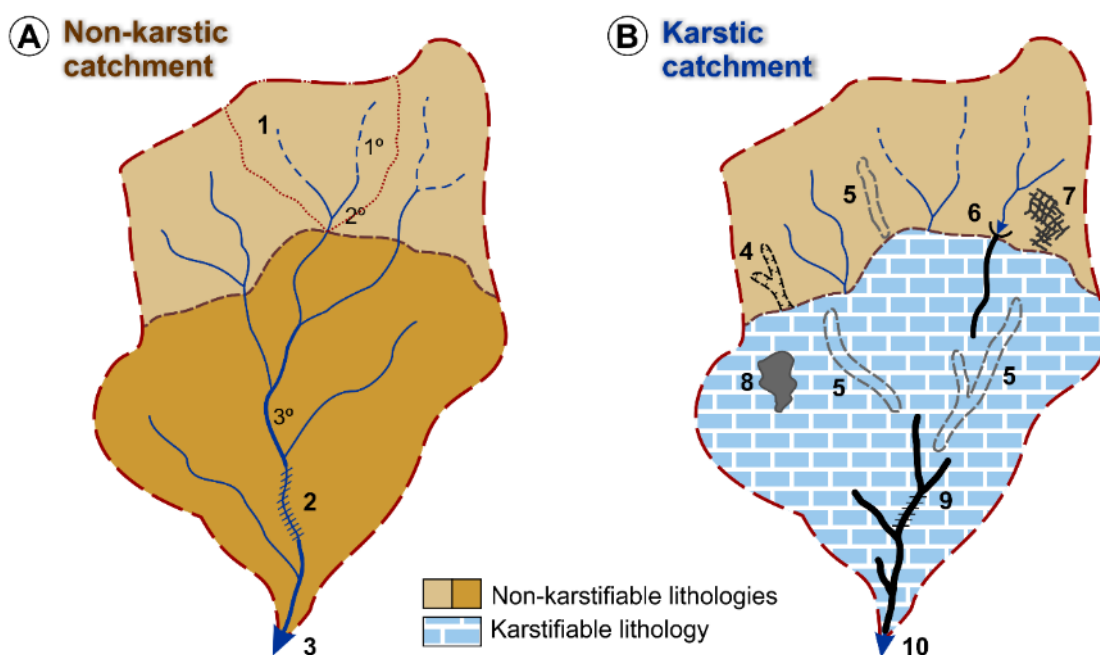 A Non-karstic
catchment
1
1º
2º
3º
2
3
Non-karstifiable lithologies
Karstifiable lithology
B Karstic
catchment
5
6
7
4
8
5
5
9
10